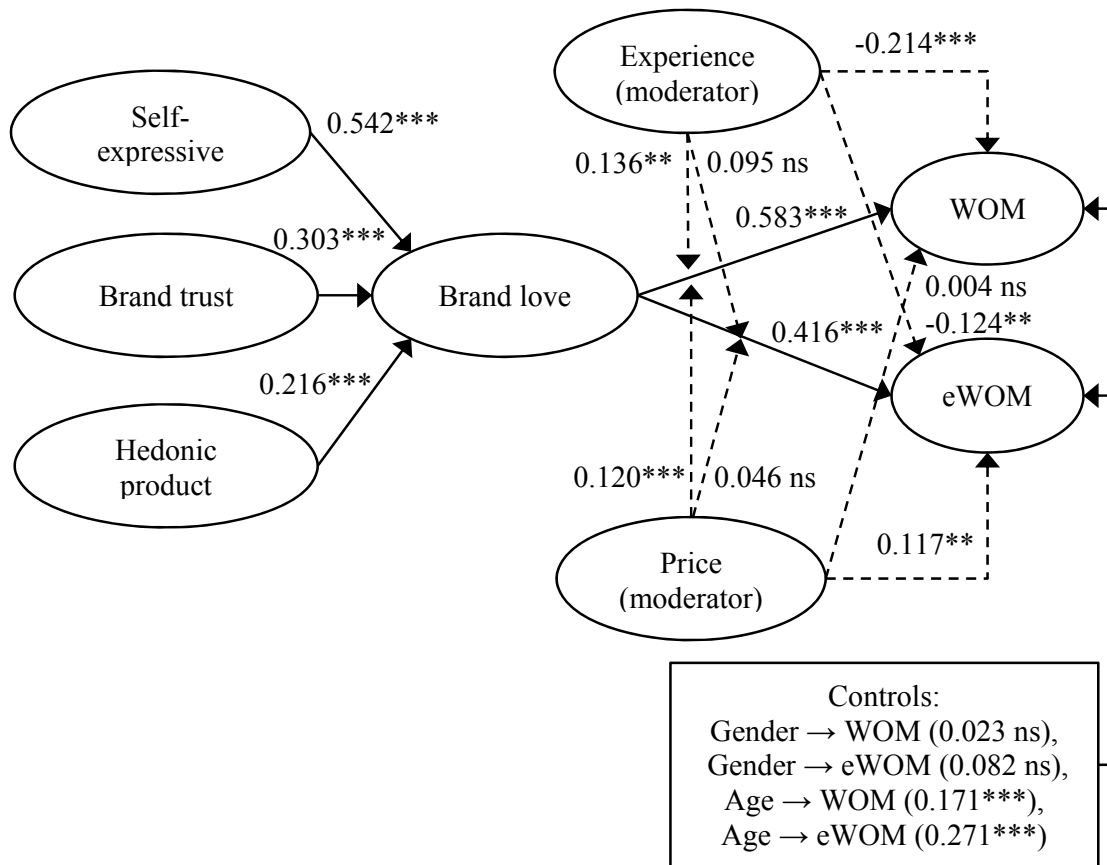 Experience
(moderator)
-0.214***
Self-
expressive
0.542***
0.136**
0.095 ns
WOM
0.583***
0.303***
Brand trust
Brand love
0.004 ns
-0.124**
0.416***
eWOM
0.216***
Hedonic
product
0.120***
0.046 ns
0.117**
Price
(moderator)
Controls:
Gender → WOM (0.023 ns),
Gender → eWOM (0.082 ns),
Age → WOM (0.171***),
Age → eWOM (0.271***)